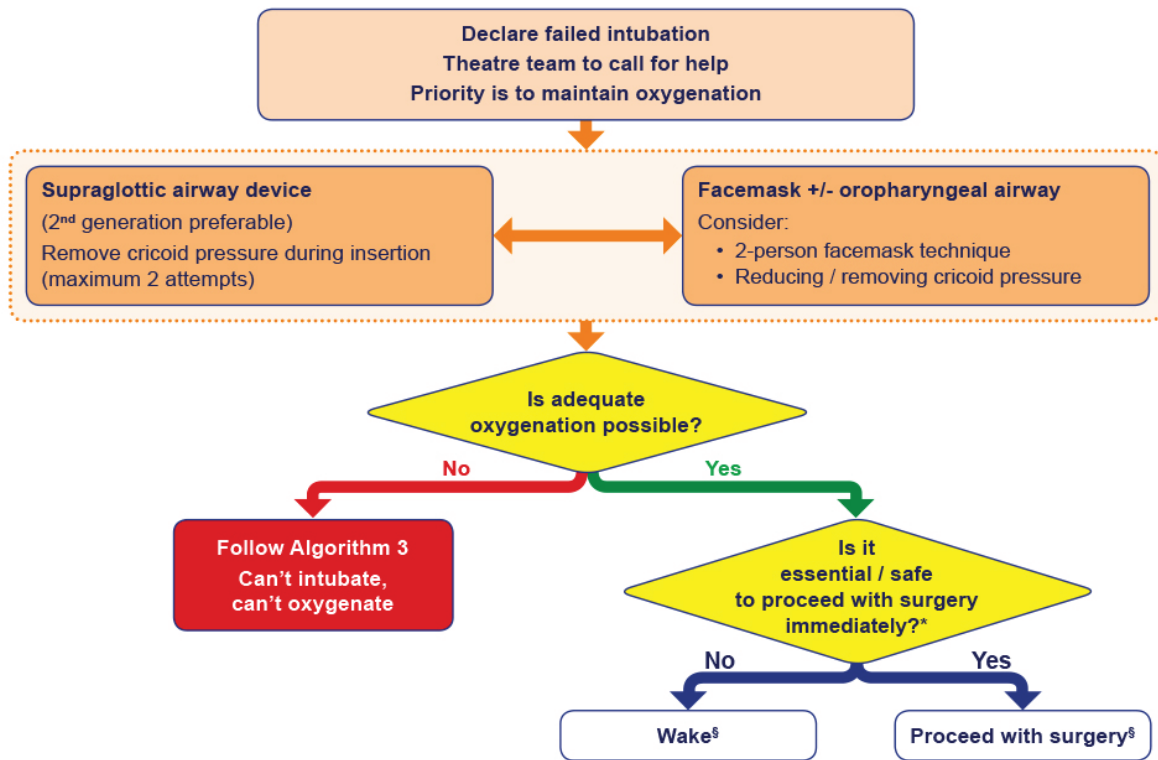 Declare failed intubation
Theatre team to call for help
Priority is to maintain oxygenation
Supraglottic airway device
(2nd generation preferable)
Remove cricoid pressure during insertion
(maximum 2 attempts)
Facemask +/- oropharyngeal airway
Consider:
• 2-person facemask technique
• Reducing / removing cricoid pressure
Is adequate
oxygenation possible?
No
Yes
Follow Algorithm 3
Can’t intubate,
can’t oxygenate
Is it
essential / safe
to proceed with surgery
immediately?*
No
Yes
Wake§
Proceed with surgery§